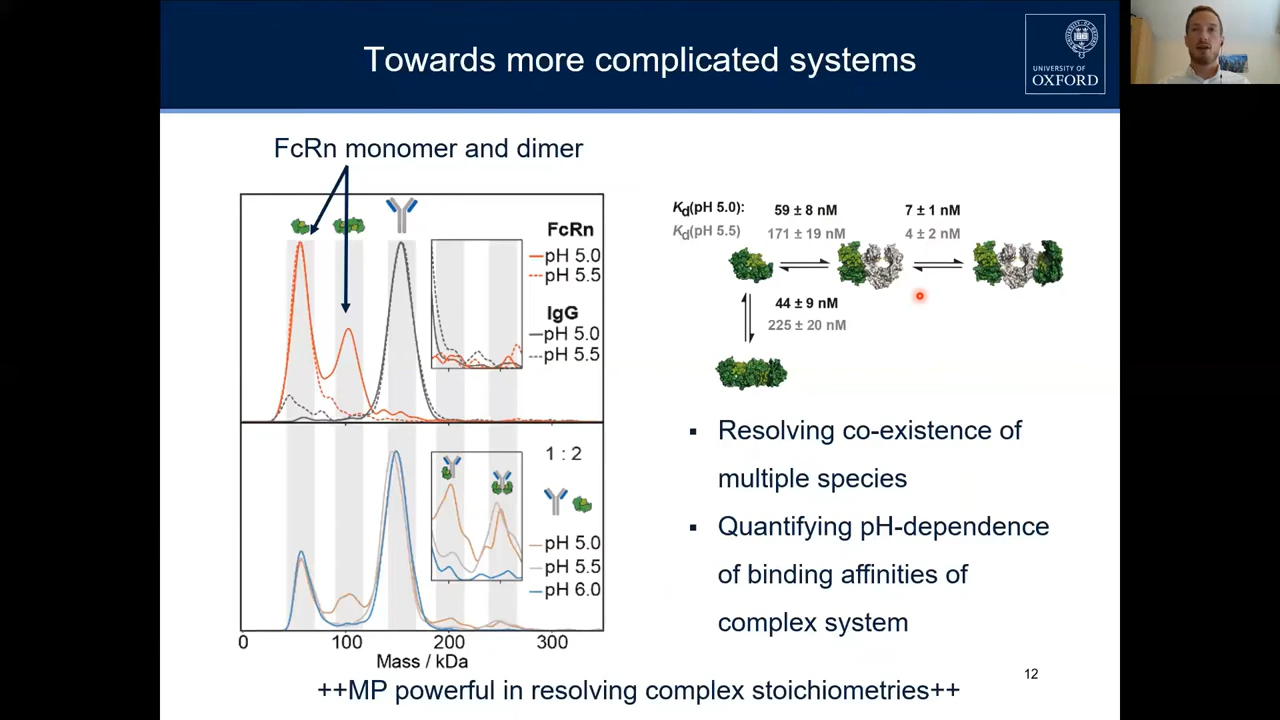 Towards more complicated systems
UNIVERSITY OF
OXFORD
FcRn monomer and dimer
FcRn
pH 5.0
pH 5.5
IgG
pH 5.0
pH 5.5
1 : 2
pH 5.0
pH 5.5
pH 6.0
0 100 200 300
Mass / kDa
Kd(pH 5.0): 59 ± 8 nM 7 ± 1 nM
Kd(pH 5.5) 171 ± 19 nM 4 ± 2 nM
44 ± 9 nM
225 ± 20 nM
▪ Resolving co-existence of
multiple species
▪ Quantifying pH-dependence
of binding affinities of
complex system
12
++MP powerful in resolving complex stoichiometries++